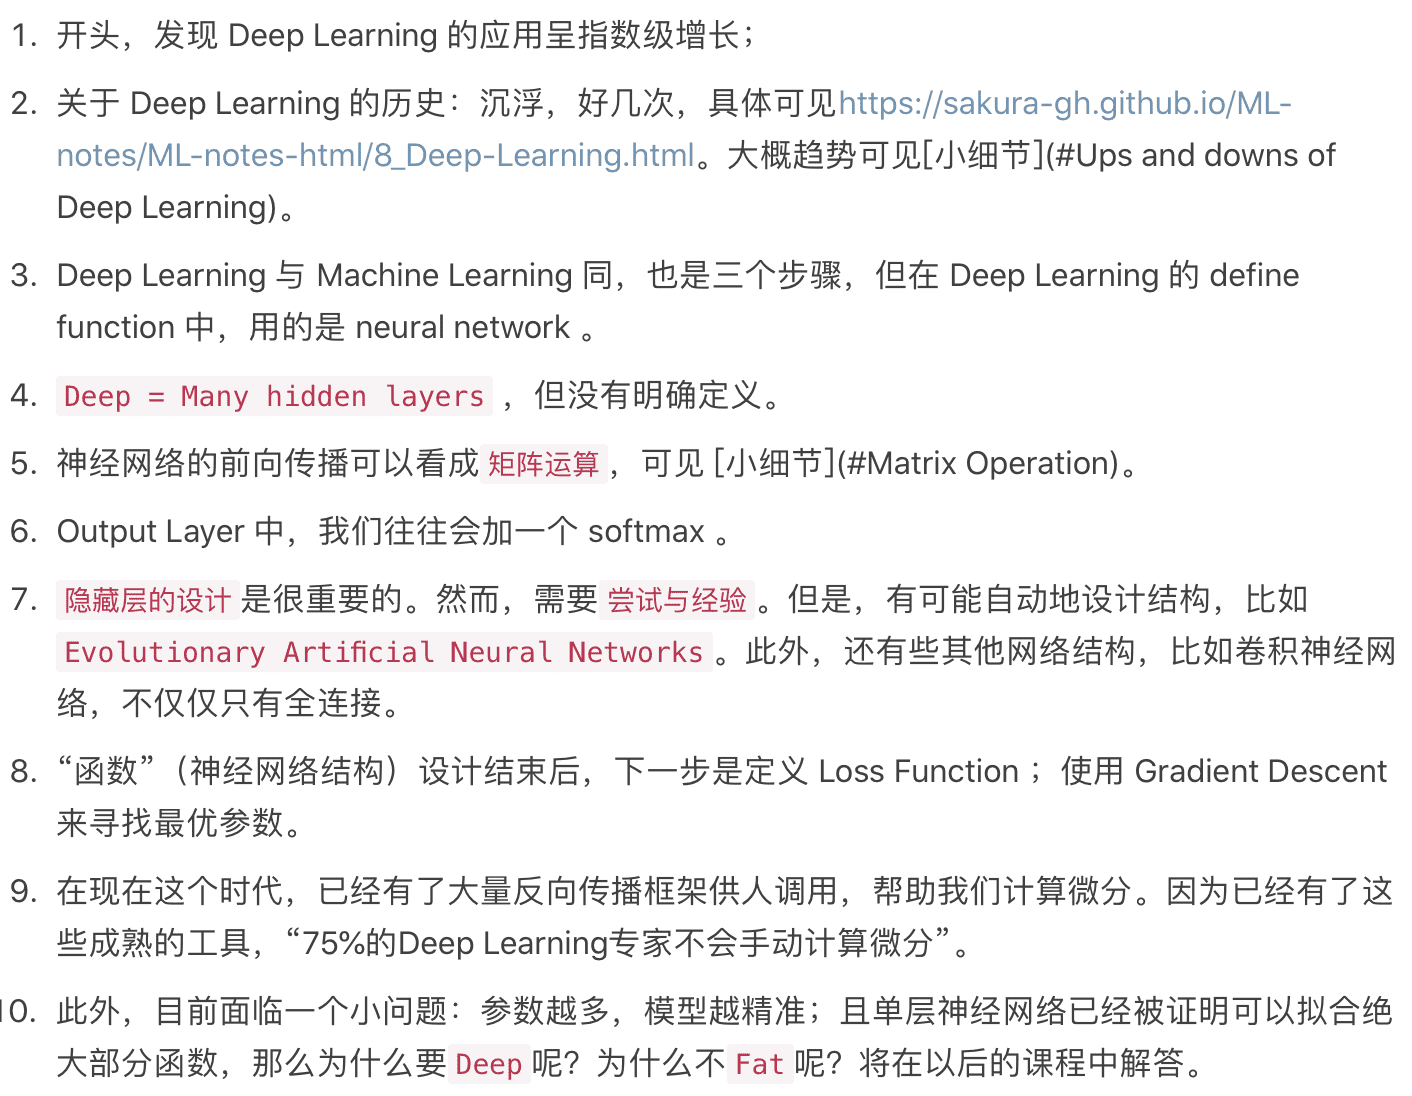 1. 开头，发现 Deep Learning 的应用呈指数级增长；
2. 关于 Deep Learning 的历史：沉浮，好几次，具体可见https://sakura-gh.github.io/ML-
notes/ML-notes-html/8_Deep-Learning.html。大概趋势可见[小细节](#Ups and downs of
Deep Learning)。
3. Deep Learning 与 Machine Learning 同，也是三个步骤，但在 Deep Learning 的 define
function 中，用的是 neural network 。
4. Deep = Many hidden layers ，但没有明确定义。
5. 神经网络的前向传播可以看成矩阵运算，可见 [小细节](#Matrix Operation)。
6. Output Layer 中，我们往往会加一个 softmax 。
7. 隐藏层的设计是很重要的。然而，需要尝试与经验。但是，有可能自动地设计结构，比如
Evolutionary Artificial Neural Networks。此外，还有些其他网络结构，比如卷积神经网
络，不仅仅只有全连接。
8. “函数”（神经网络结构）设计结束后，下一步是定义 Loss Function ；使用 Gradient Descent
来寻找最优参数。
9. 在现在这个时代，已经有了大量反向传播框架供人调用，帮助我们计算微分。因为已经有了这
些成熟的工具，“75%的Deep Learning专家不会手动计算微分”。
10. 此外，目前面临一个小问题：参数越多，模型越精准；且单层神经网络已经被证明可以拟合绝
大部分函数，那么为什么要Deep呢？为什么不Fat呢？将在以后的课程中解答。